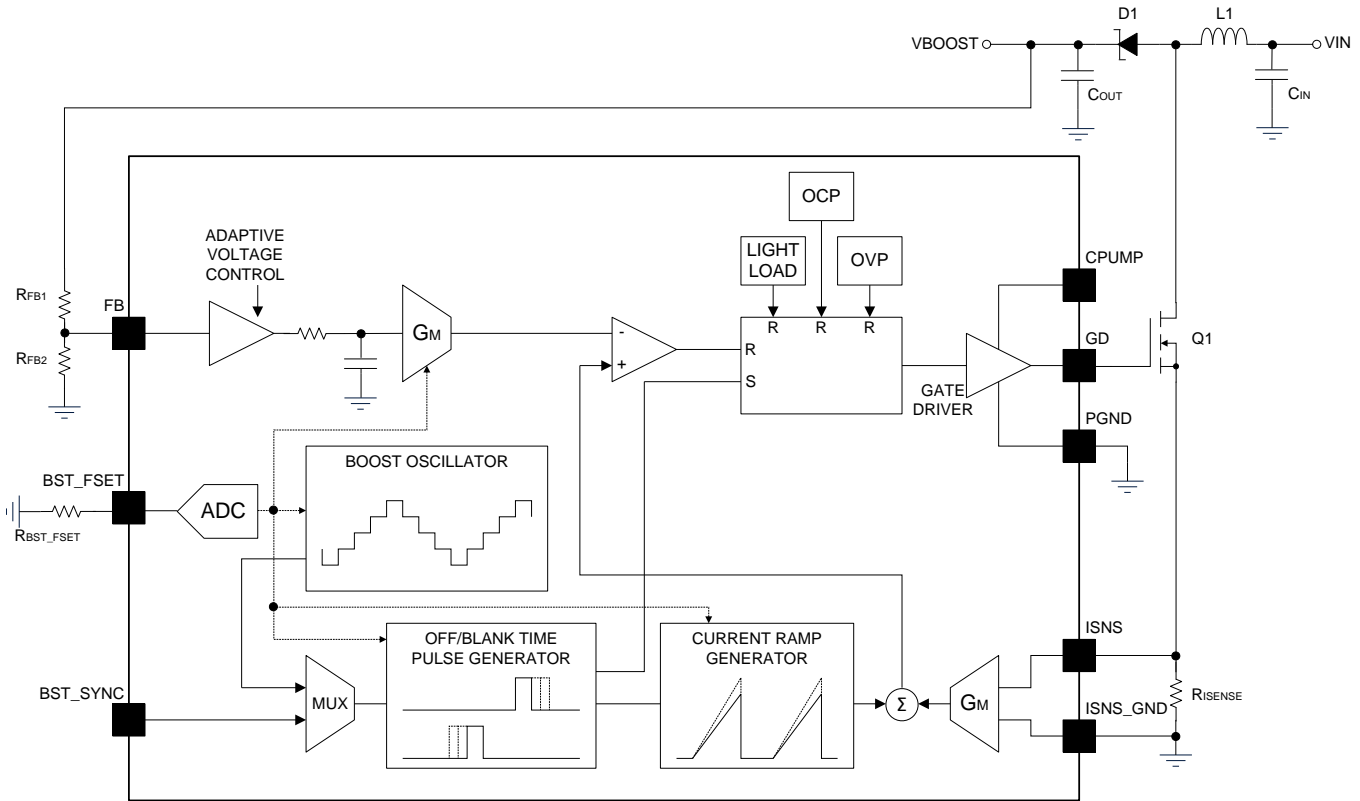 D1
L1
VBOOST
VIN
COUT
CIN
OCP
ADAPTIVE
VOLTAGE
CONTROL
LIGHT
LOAD
OVP
CPUMP
RFB1
FB
R R R
GM
-
+
R
S
GD
Q1
RFB2
GATE
DRIVER
PGND
BOOST OSCILLATOR
BST_FSET
ADC
RBST_FSET
OFF/BLANK TIME
PULSE GENERATOR
CURRENT RAMP
GENERATOR
ISNS
BST_SYNC
MUX
Σ
GM
RISENSE
ISNS_GND